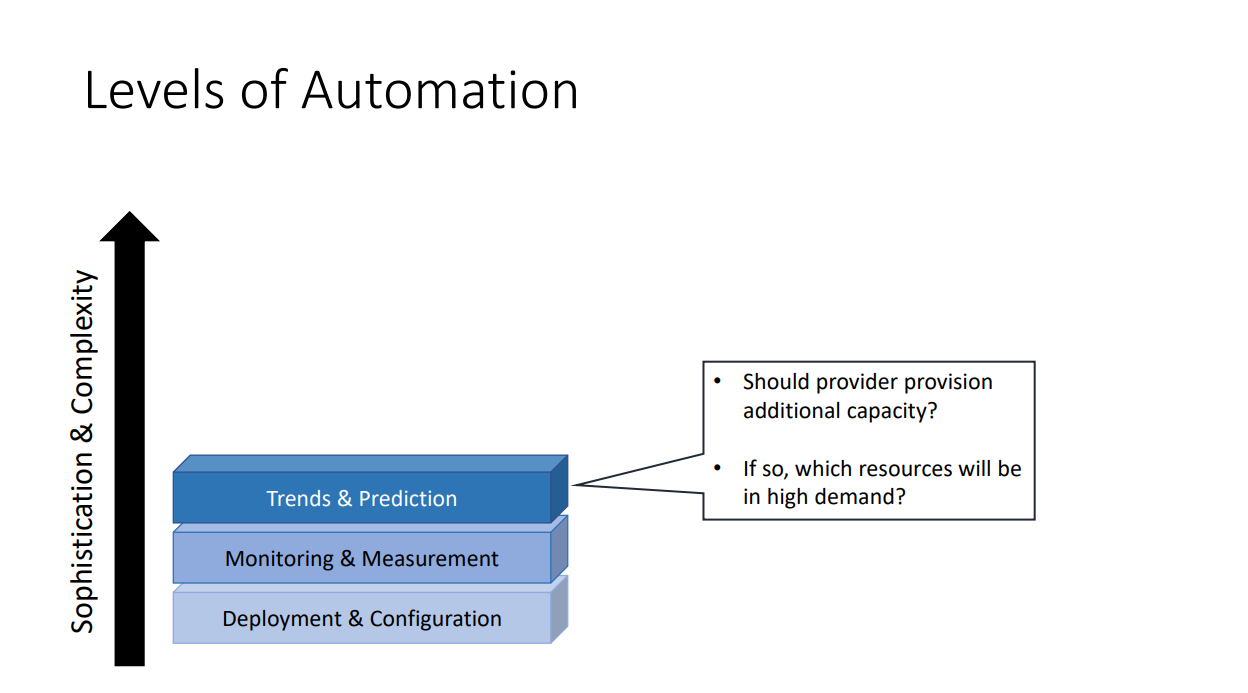 Levels of Automation
Sophistication & Complexity
• Should provider provision
additional capacity?
• If so, which resources will be
in high demand?
Trends & Prediction
Monitoring & Measurement
Deployment & Configuration